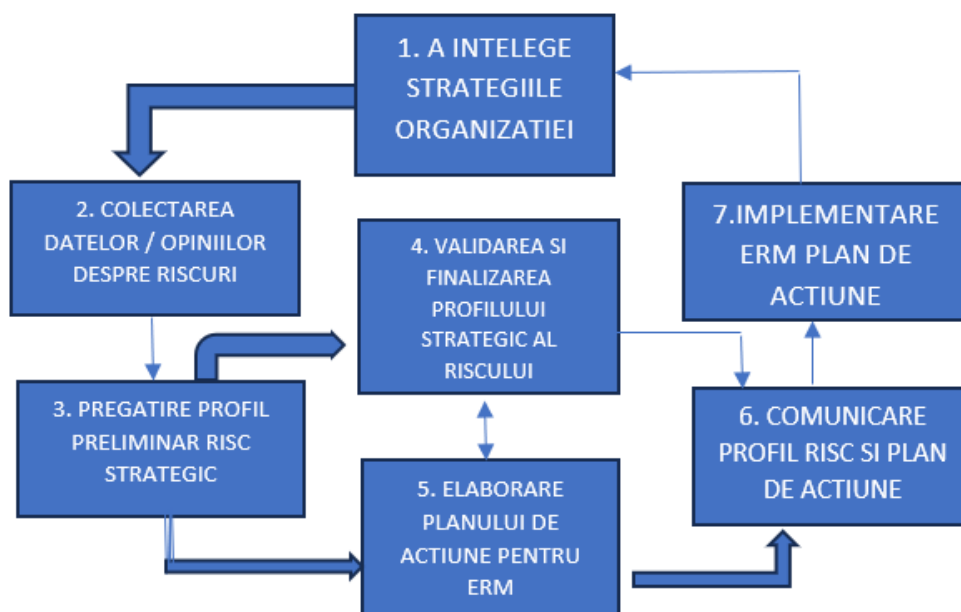 1. A INTELEGE
STRATEGIILE
ORGANIZATIEI
2. COLECTAREA
DATELOR / OPINIILOR
DESPRE RISCURI
3. PREGATIRE PROFIL
PRELIMINAR RISC
STRATEGIC
4. VALIDAREA SI
FINALIZAREA
PROFILULUI
STRATEGIC AL
RISCULUI
5. ELABORARE
PLANULUI DE
ACTIUNE PENTRU
ERM
6. COMUNICARE
PROFIL RISC SI PLAN
DE ACTIUNE
7.IMPLEMENTARE
ERM PLAN DE
ACTIUNE